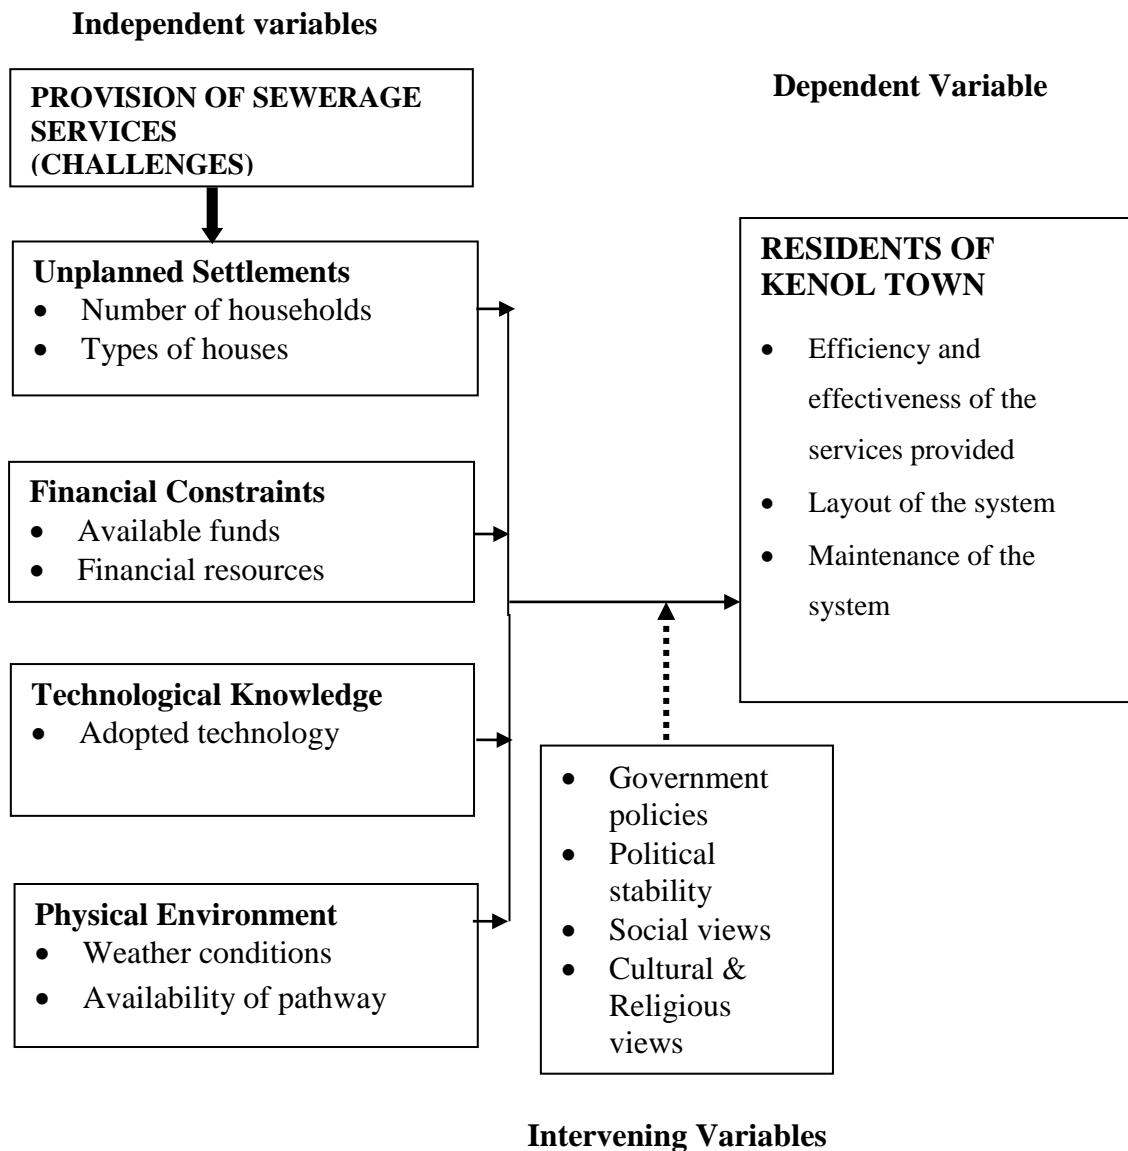 Independent variables
PROVISION OF SEWERAGE
SERVICES
(CHALLENGES)
Unplanned Settlements
• Number of households
• Types of houses
Financial Constraints
• Available funds
• Financial resources
Technological Knowledge
• Adopted technology
Physical Environment
• Weather conditions
• Availability of pathway
Dependent Variable
RESIDENTS OF
KENOL TOWN
• Efficiency and
effectiveness of the
services provided
• Layout of the system
• Maintenance of the
system
• Government
policies
• Political
stability
• Social views
• Cultural &
Religious
views
Intervening Variables